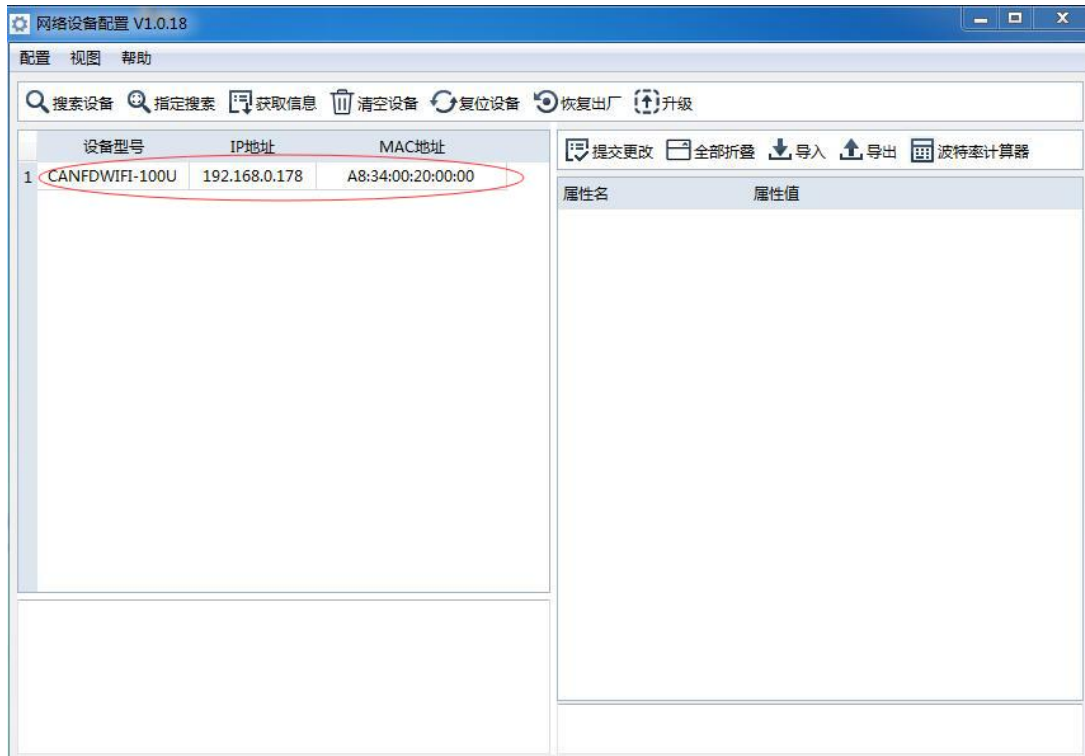 网络设备配置 V1.0.18
配置 视图 帮助
搜索设备 指定搜索 获取信息 清空设备 复位设备 恢复出厂 升级
设备型号 IP地址 MAC地址
1 CANFDWIFI-100U 192.168.0.178 A8:34:00:20:00:00
提交更改 全部折叠 导入 导出 波特率计算器
属性名 属性值